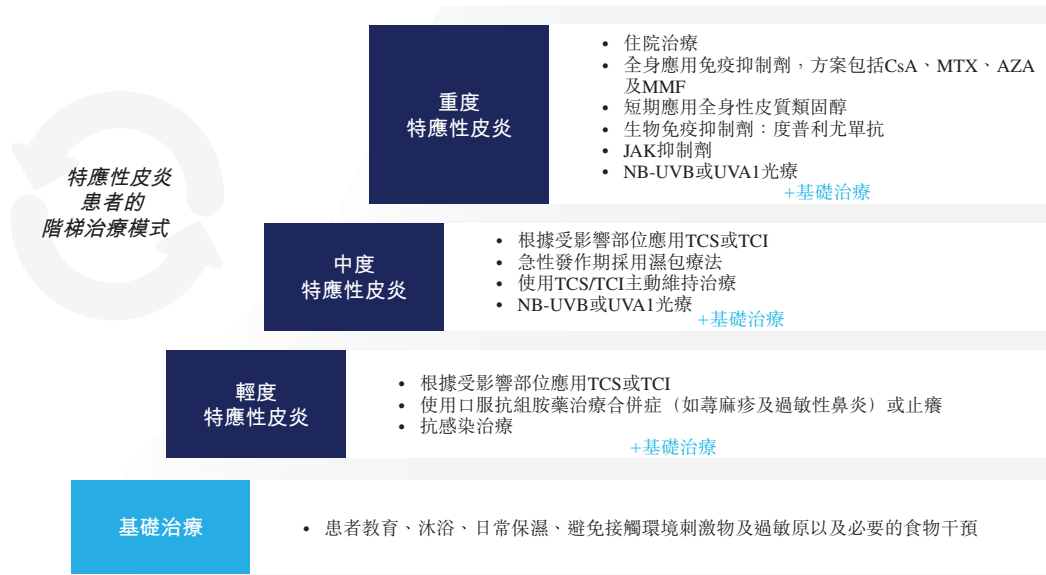 特應性皮炎
患者的
階梯治療模式
重度
特應性皮炎
• 住院治療
• 全身應用免疫抑制劑，方案包括CsA、MTX、AZA
及MMF
• 短期應用全身性皮質類固醇
• 生物免疫抑制劑：度普利尤單抗
• JAK抑制劑
• NB-UVB或UVA1光療
+基礎治療
中度
特應性皮炎
• 根據受影響部位應用TCS或TCI
• 急性發作期採用濕包療法
• 使用TCS/TCI主動維持治療
• NB-UVB或UVA1光療
+基礎治療
輕度
特應性皮炎
• 根據受影響部位應用TCS或TCI
• 使用口服抗組胺藥治療合併症（如蕁麻疹及過敏性鼻炎）或止癢
• 抗感染治療
+基礎治療
基礎治療
• 患者教育、沐浴、日常保濕、避免接觸環境刺激物及過敏原以及必要的食物干預